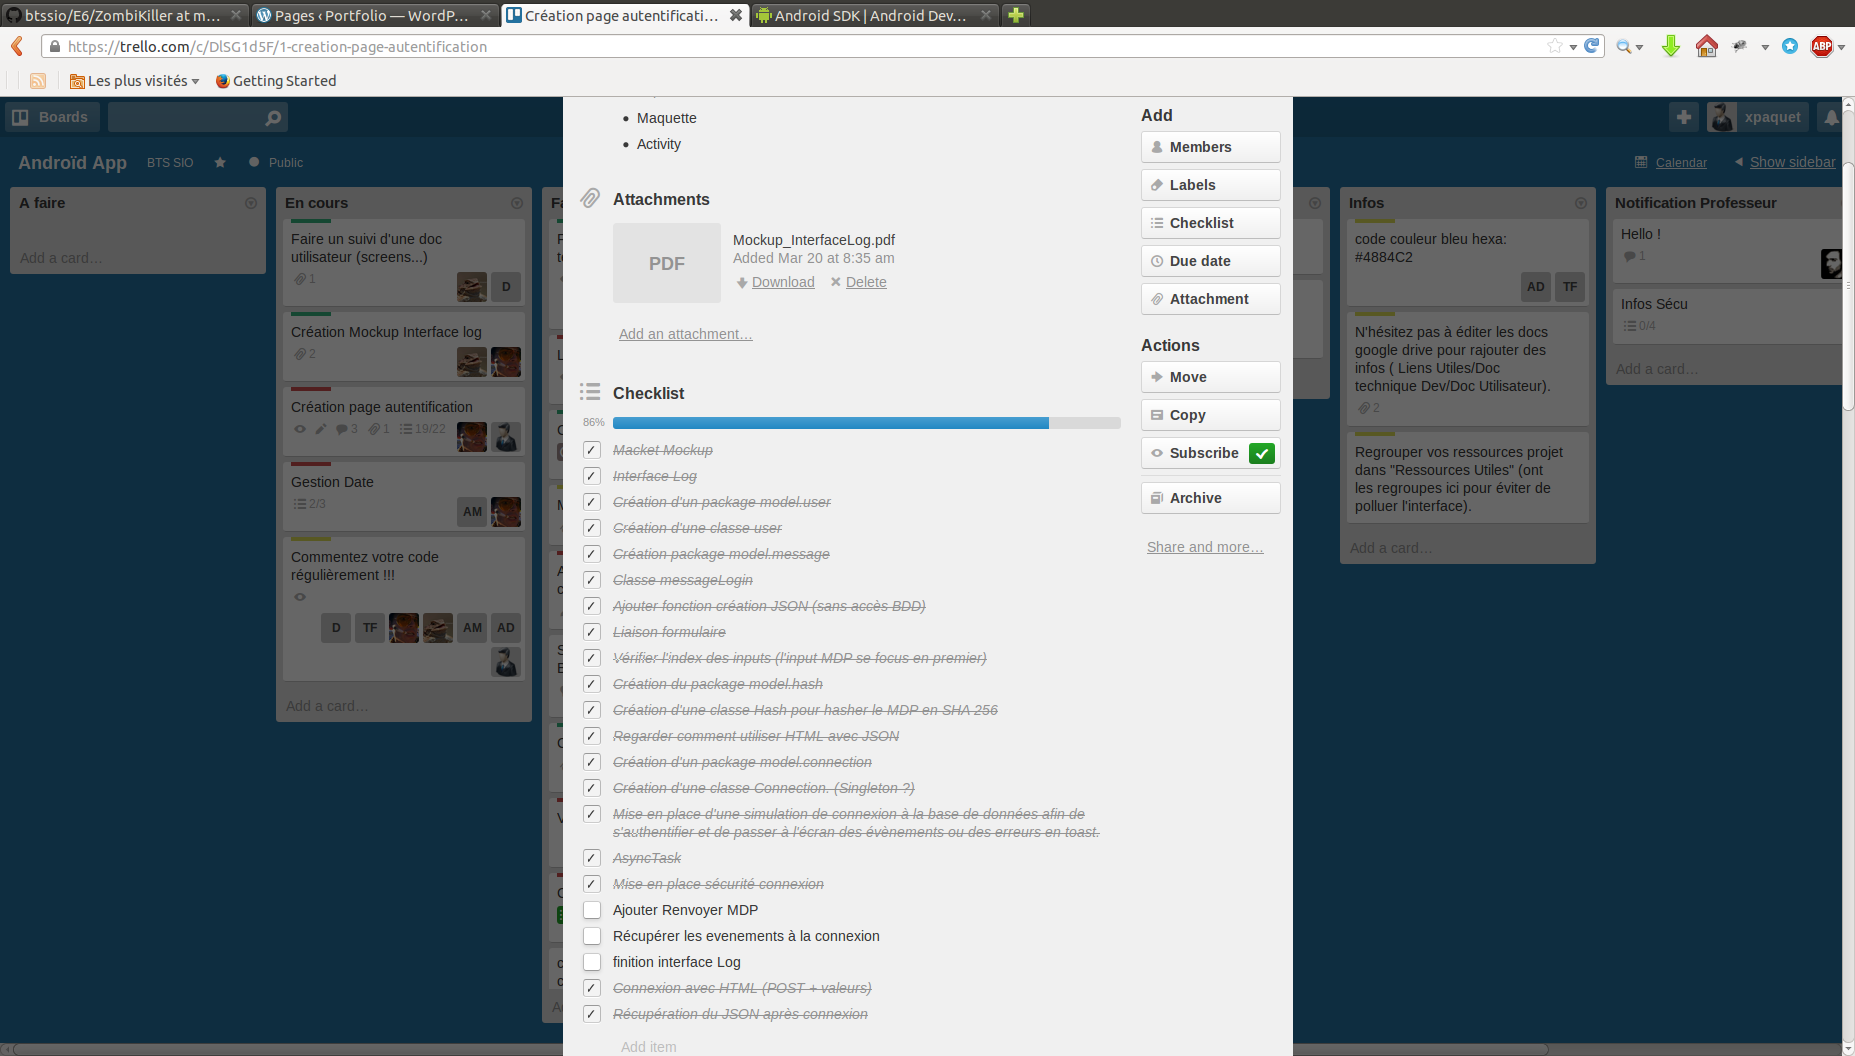 btssio/E6/ZombiKiller at m...
Pages ‹ Portfolio — WordP...
Création page autentificati...
Android SDK | Android Dev...
https://trello.com/c/DlSG1d5F/1-creation-page-autentification
ABP
Les plus visités
Getting Started
Boards
xpaquet
Androïd App
BTS SIO
Public
Calendar
Show sidebar
A faire
Add a card…
En cours
Faire un suivi d'une doc
utilisateur (screens...)
1
D
Création Mockup Interface log
2
Création page autentification
3
1
19/22
Gestion Date
2/3
AM
Commentez votre code
régulièrement !!!
D
TF
AM
AD
Add a card…
Maquette
Activity
Attachments
PDF
Mockup_InterfaceLog.pdf
Added Mar 20 at 8:35 am
Download
Delete
Add an attachment…
Checklist
86%
Macket Mockup
Interface Log
Création d'un package model.user
Création d'une classe user
Création package model.message
Classe messageLogin
Ajouter fonction création JSON (sans accès BDD)
Liaison formulaire
Vérifier l'index des inputs (l'input MDP se focus en premier)
Création du package model.hash
Création d'une classe Hash pour hasher le MDP en SHA 256
Regarder comment utiliser HTML avec JSON
Création d'un package model.connection
Création d'une classe Connection. (Singleton ?)
Mise en place d'une simulation de connexion à la base de données afin de
s'authentifier et de passer à l'écran des évènements ou des erreurs en toast.
AsyncTask
Mise en place sécurité connexion
Ajouter Renvoyer MDP
Récupérer les evenements à la connexion
finition interface Log
Connexion avec HTML (POST + valeurs)
Récupération du JSON après connexion
Add item
Add
Members
Labels
Checklist
Due date
Attachment
Actions
Move
Copy
Subscribe
Archive
Share and more…
Infos
code couleur bleu hexa:
#4884C2
AD
TF
N'hésitez pas à éditer les docs
google drive pour rajouter des
infos ( Liens Utiles/Doc
technique Dev/Doc Utilisateur).
2
Regrouper vos ressources projet
dans "Ressources Utiles" (ont
les regroupes ici pour éviter de
polluer l'interface).
Add a card…
Notification Professeur
Hello !
1
Infos Sécu
0/4
Add a card…